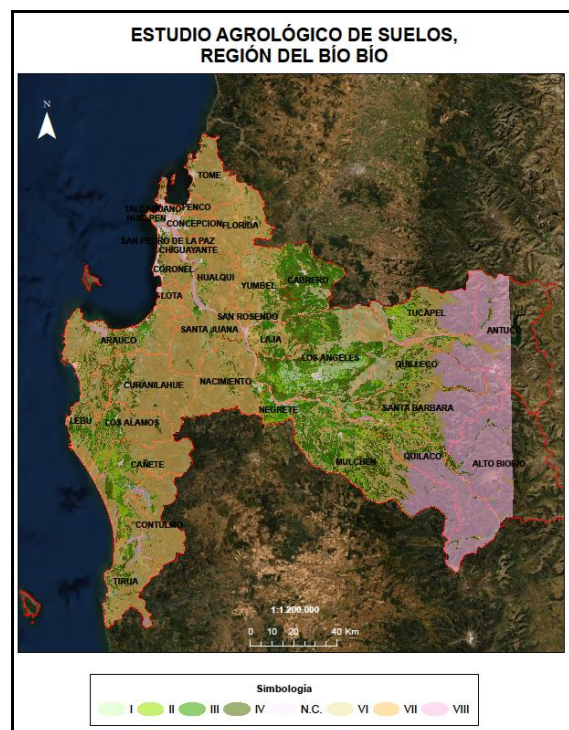 ESTUDIO AGROLÓGICO DE SUELOS,
REGIÓN DEL BÍO BÍO
N
TOME
TALCAHUANO
PENCO
HUALPEN
CONCEPCION
FLORIDA
SAN PEDRO DE LA PAZ
CHIGUAYANTE
CORONEL
HUALQUI
YUMBEL
CABRERO
LOTA
SAN ROSENDO
TUCAPEL
ANTUCO
ARAUCO
SANTA JUANA
LAJA
LOS ANGELES
QUILLECO
CURANILAHUE
NACIMIENTO
NEGRETE
SANTA BARBARA
LEBU
LOS ALAMOS
CAÑETE
MULCHEN
QUILACO
ALTO BIOBIO
CONTULMO
TIRUA
1:1.200.000
0 10 20 40 Km
Simbología
I II III IV N.C. VI VII VIII